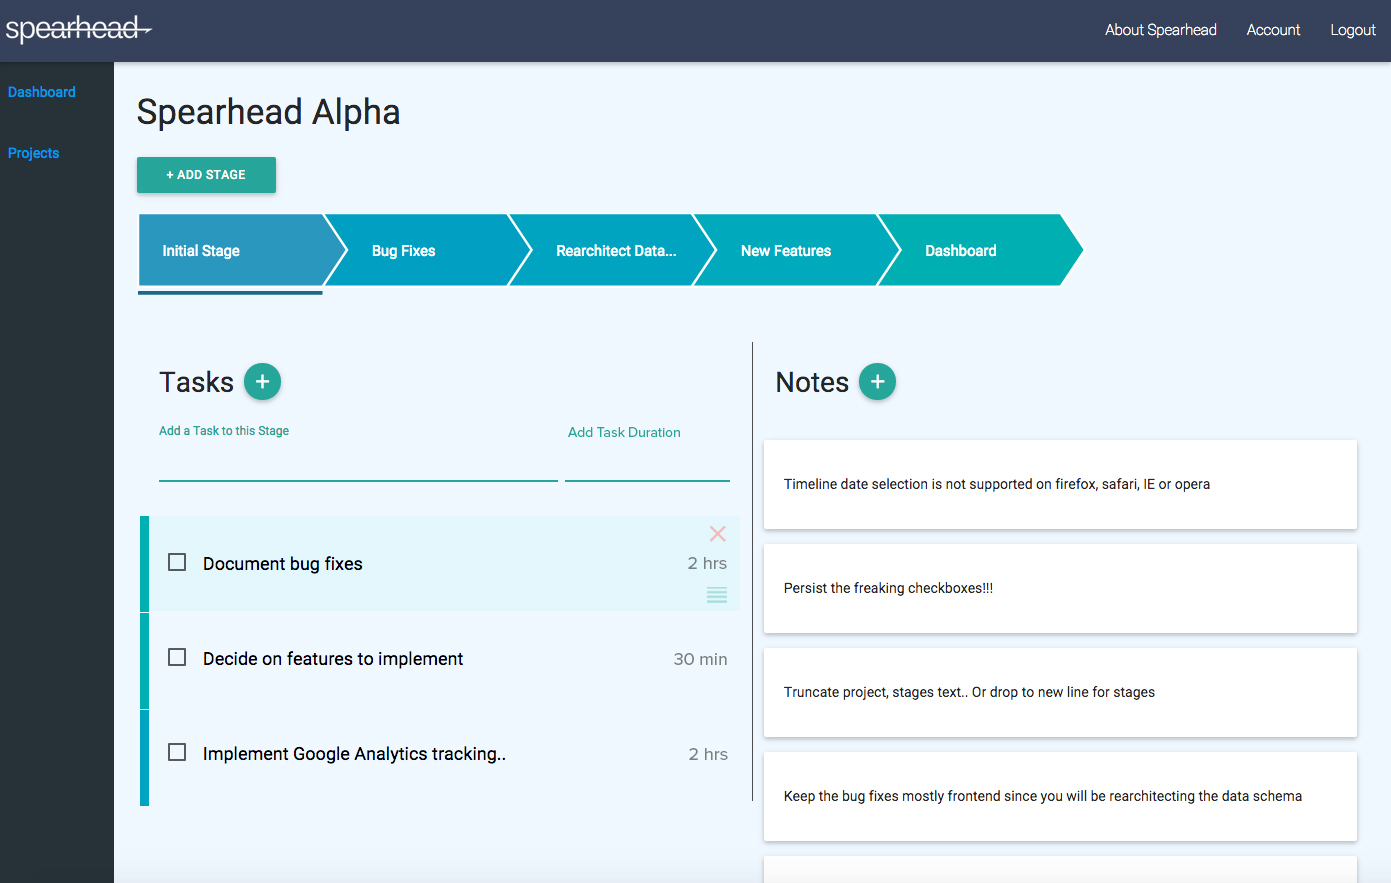 spearhead
About Spearhead Account Logout
Dashboard
Projects
Spearhead Alpha
+ ADD STAGE
Initial Stage Bug Fixes Rearchitect Data... New Features Dashboard
Tasks +
Add a Task to this Stage Add Task Duration
Document bug fixes 2 hrs
Decide on features to implement 30 min
Implement Google Analytics tracking.. 2 hrs
Notes +
Timeline date selection is not supported on firefox, safari, IE or opera
Persist the freaking checkboxes!!!
Truncate project, stages text.. Or drop to new line for stages
Keep the bug fixes mostly frontend since you will be rearchitecting the data schema